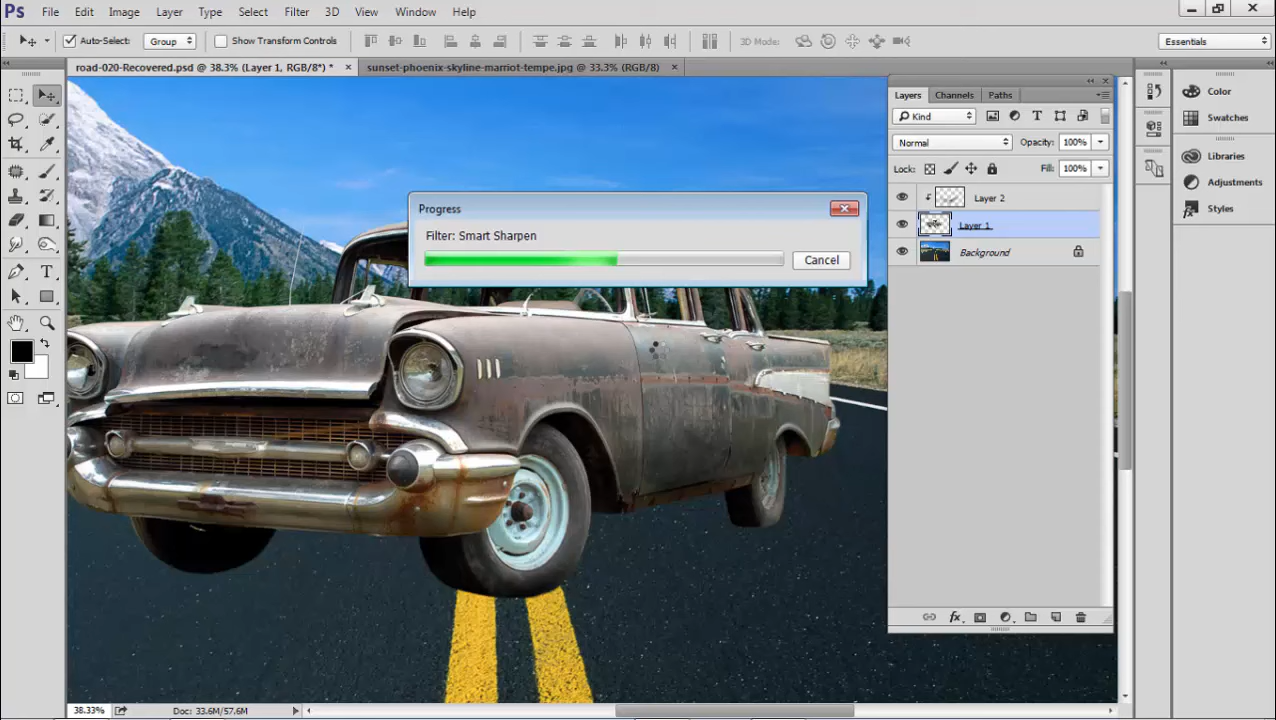 Ps File Edit Image Layer Type Select Filter 3D View Window Help
Auto-Select: Group Show Transform Controls 3D Mode: Essentials
road-020-Recovered.psd @ 38.3% (Layer 1, RGB/8*) * sunset-phoenix-skyline-marriot-tempe.jpg @ 33.3% (RGB/8)
Layers Channels Paths
Kind
Normal Opacity: 100%
Lock: Fill: 100%
Layer 2
Layer 1
Background
Color
Swatches
Libraries
Adjustments
Styles
Progress
Filter: Smart Sharpen
Cancel
T
fx
38.33% Doc: 33.6M/57.6M